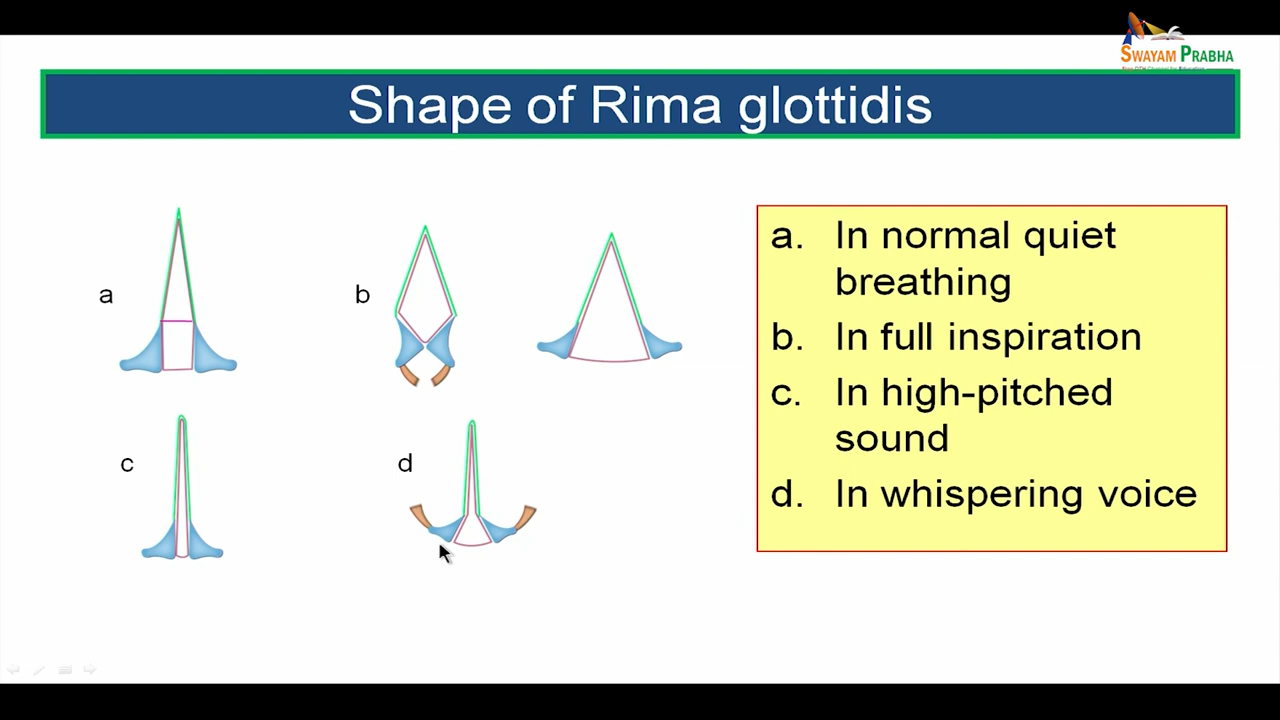 SWAYAM PRABHA
Shape of Rima glottidis
a
b
c
d
a. In normal quiet
breathing
b. In full inspiration
c. In high-pitched
sound
d. In whispering voice